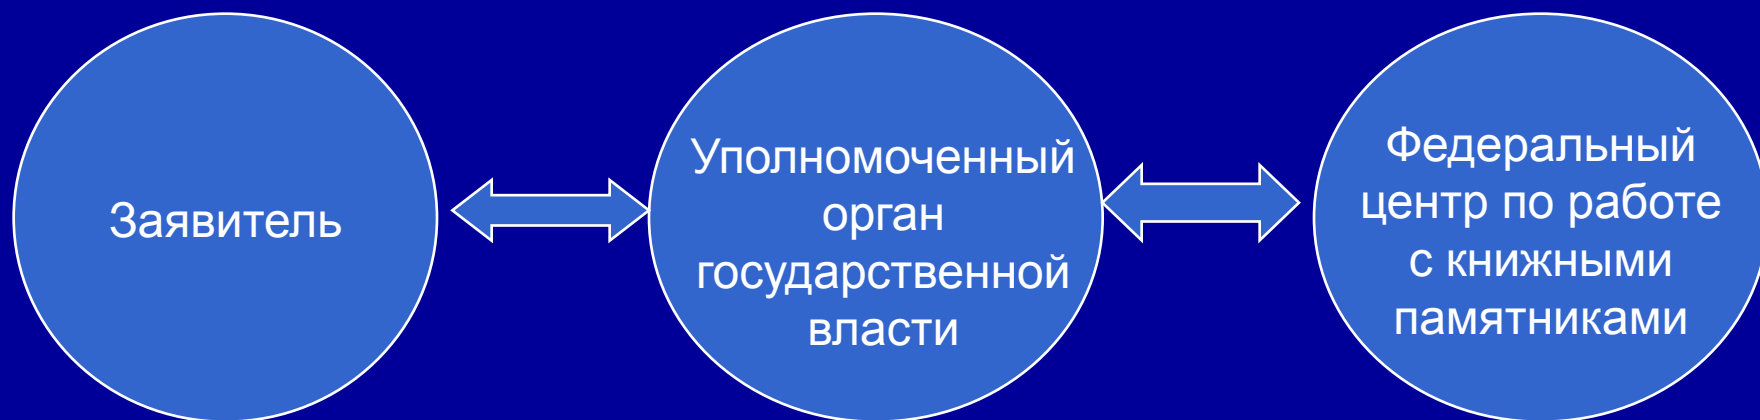 Заявитель
Уполномоченный
орган
государственной
власти
Федеральный
центр по работе
с книжными
памятниками